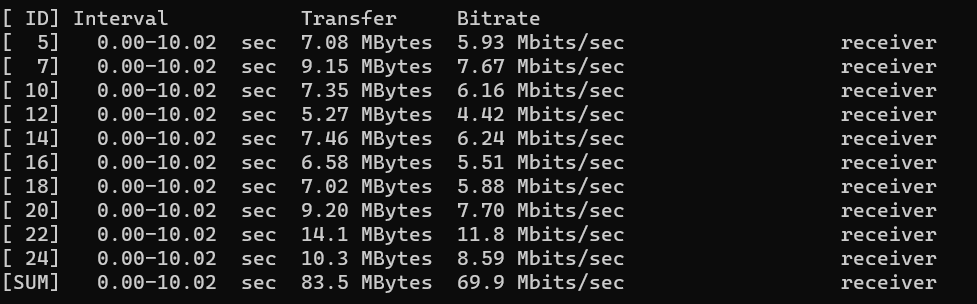 [ ID] Interval           Transfer     Bitrate
[  5]   0.00-10.02  sec  7.08 MBytes  5.93 Mbits/sec                  receiver
[  7]   0.00-10.02  sec  9.15 MBytes  7.67 Mbits/sec                  receiver
[ 10]   0.00-10.02  sec  7.35 MBytes  6.16 Mbits/sec                  receiver
[ 12]   0.00-10.02  sec  5.27 MBytes  4.42 Mbits/sec                  receiver
[ 14]   0.00-10.02  sec  7.46 MBytes  6.24 Mbits/sec                  receiver
[ 16]   0.00-10.02  sec  6.58 MBytes  5.51 Mbits/sec                  receiver
[ 18]   0.00-10.02  sec  7.02 MBytes  5.88 Mbits/sec                  receiver
[ 20]   0.00-10.02  sec  9.20 MBytes  7.70 Mbits/sec                  receiver
[ 22]   0.00-10.02  sec  14.1 MBytes  11.8 Mbits/sec                  receiver
[ 24]   0.00-10.02  sec  10.3 MBytes  8.59 Mbits/sec                  receiver
[SUM]   0.00-10.02  sec  83.5 MBytes  69.9 Mbits/sec                  receiver